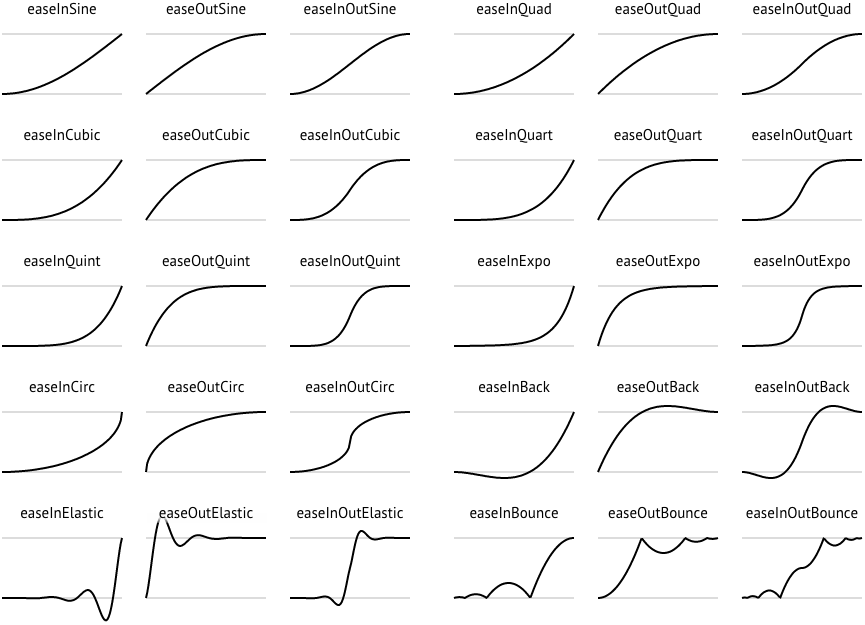 easeInSine easeOutSine easeInOutSine easeInQuad easeOutQuad easeInOutQuad
easeInCubic easeOutCubic easeInOutCubic easeInQuart easeOutQuart easeInOutQuart
easeInQuint easeOutQuint easeInOutQuint easeInExpo easeOutExpo easeInOutExpo
easeInCirc easeOutCirc easeInOutCirc easeInBack easeOutBack easeInOutBack
easeInElastic easeOutElastic easeInOutElastic easeInBounce easeOutBounce easeInOutBounce